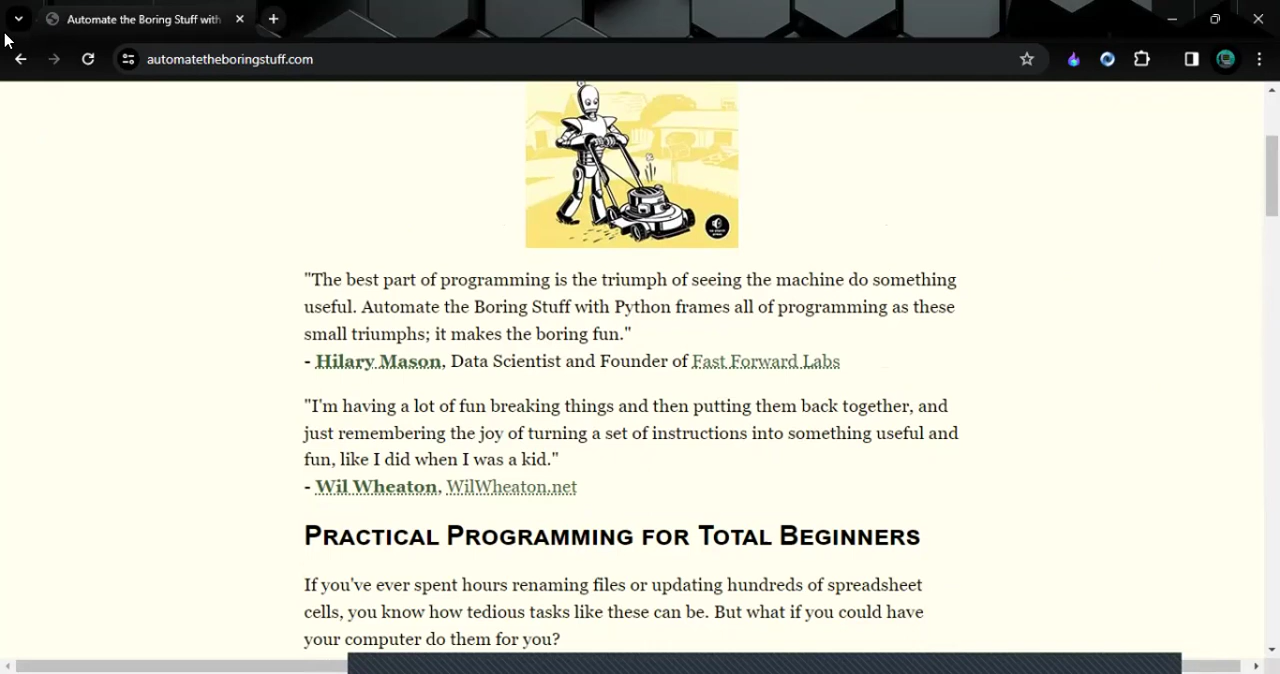 Automate the Boring Stuff with
automatetheboringstuff.com
"The best part of programming is the triumph of seeing the machine do something
useful. Automate the Boring Stuff with Python frames all of programming as these
small triumphs; it makes the boring fun."
- Hilary Mason, Data Scientist and Founder of Fast Forward Labs
"I'm having a lot of fun breaking things and then putting them back together, and
just remembering the joy of turning a set of instructions into something useful and
fun, like I did when I was a kid."
- Wil Wheaton, WilWheaton.net
Practical Programming for Total Beginners
If you've ever spent hours renaming files or updating hundreds of spreadsheet
cells, you know how tedious tasks like these can be. But what if you could have
your computer do them for you?